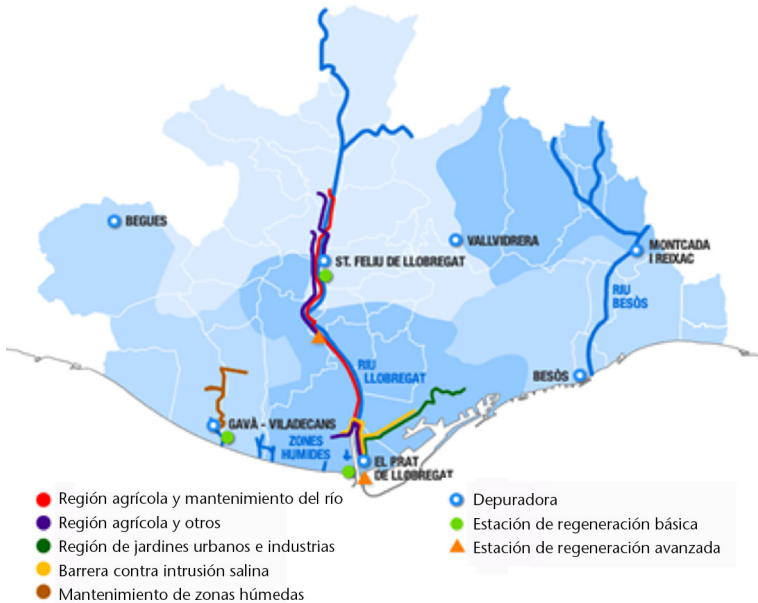 BEGUES
VALLVIDRERA
ST. FELIU DE LLOBREGAT
MONTCADA
I REIXAC
RIU
BESÒS
RIU
LLOBREGAT
BESÒS
GAVÀ - VILADECANS
ZONES
HUMIDES
EL PRAT
DE LLOBREGAT
Región agrícola y mantenimiento del río
Región agrícola y otros
Región de jardines urbanos e industrias
Barrera contra intrusión salina
Mantenimiento de zonas húmedas
Depuradora
Estación de regeneración básica
Estación de regeneración avanzada